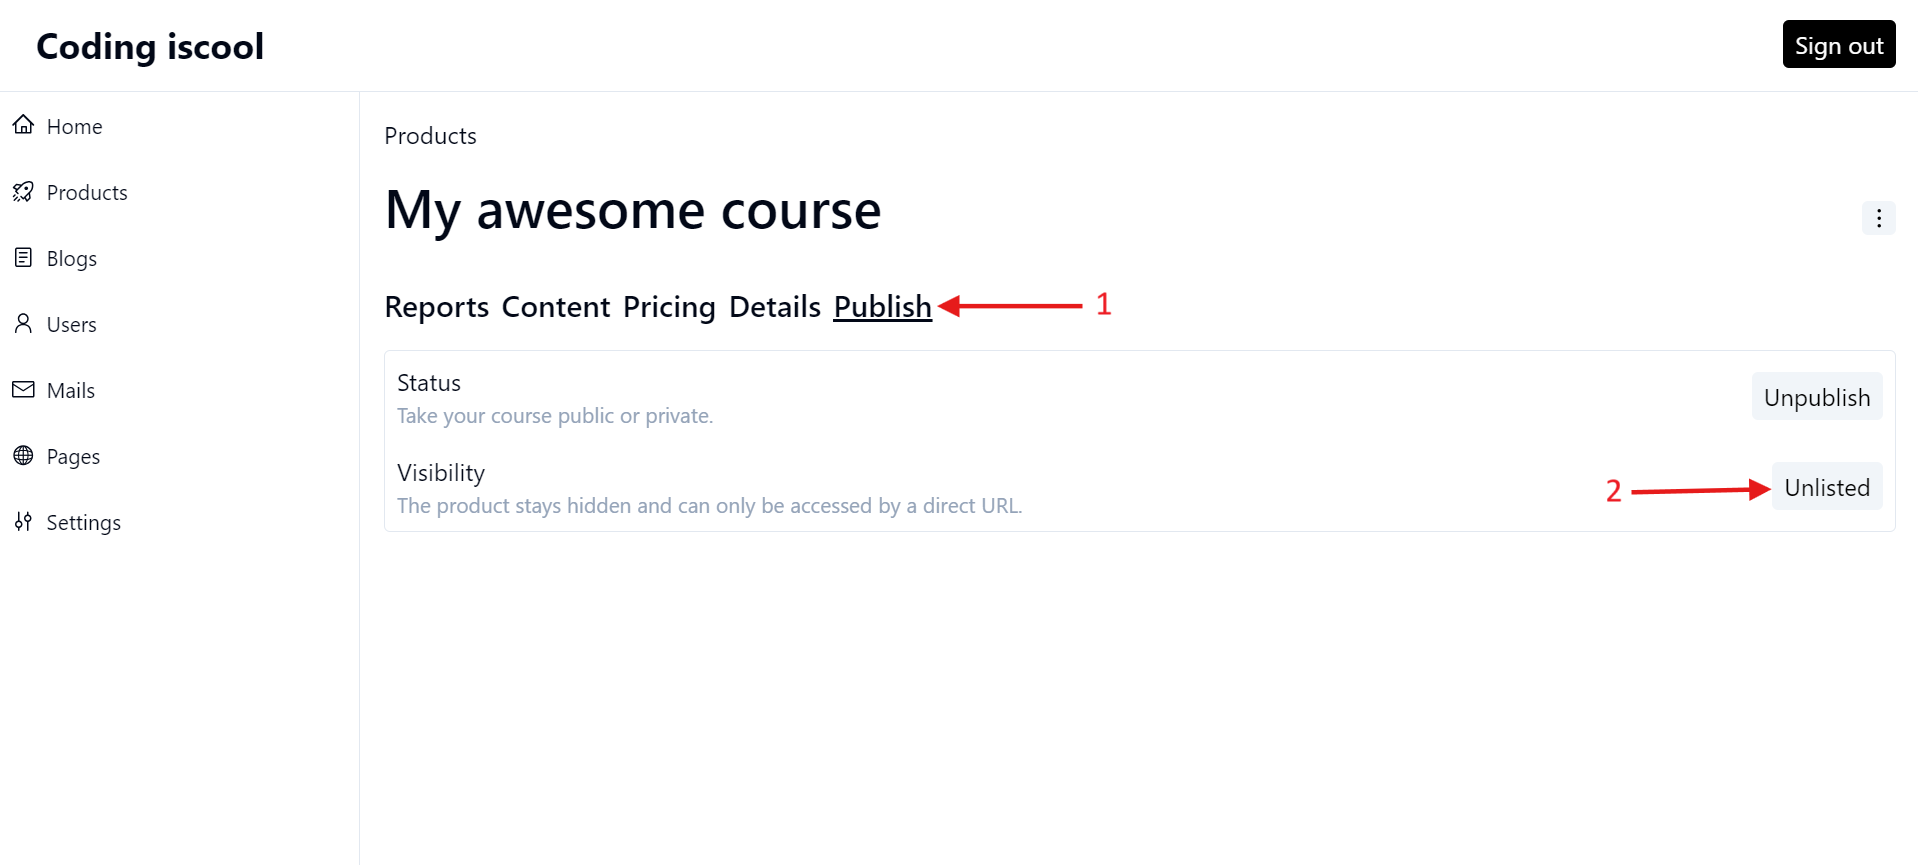 Coding iscool
Sign out
Home
Products
Blogs
Users
Mails
Pages
Settings
Products
My awesome course
Reports Content Pricing Details Publish 1
Status
Take your course public or private.
Unpublish
Visibility
The product stays hidden and can only be accessed by a direct URL.
2 Unlisted